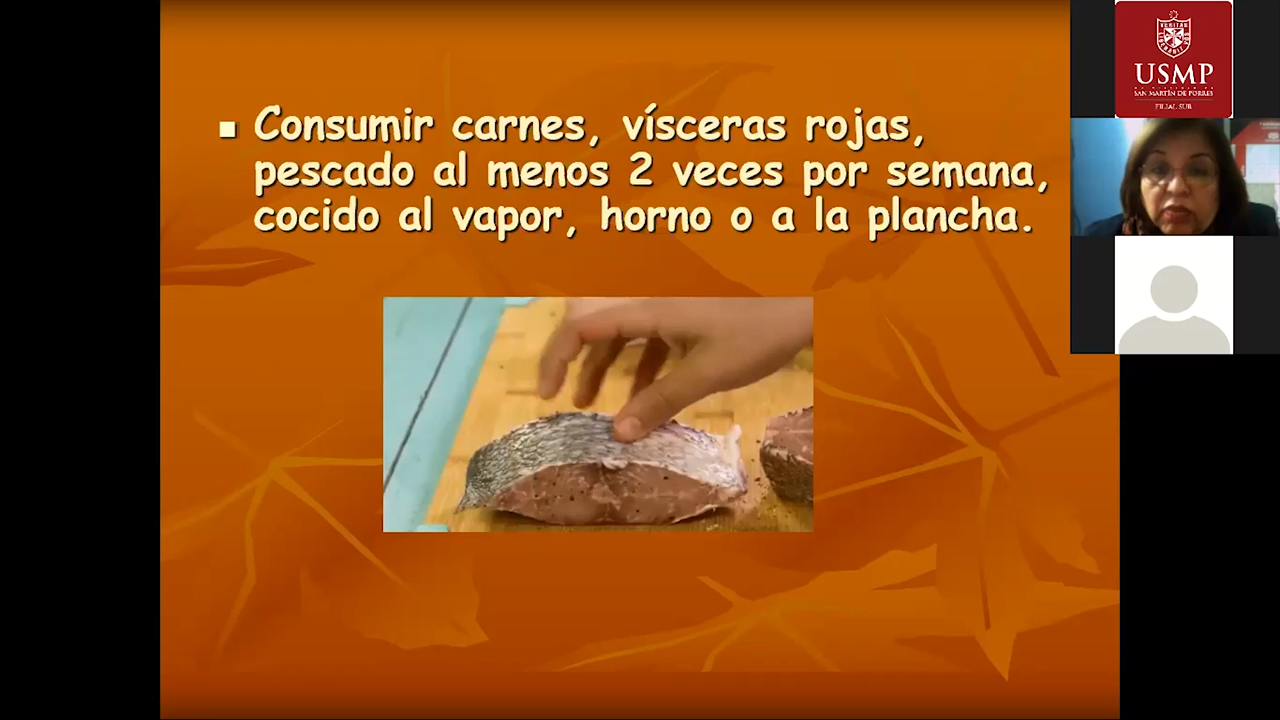 Consumir carnes, vísceras rojas,
pescado al menos 2 veces por semana,
cocido al vapor, horno o a la plancha.
USMP
SAN MARTÍN DE PORRES
FILIAL SUR